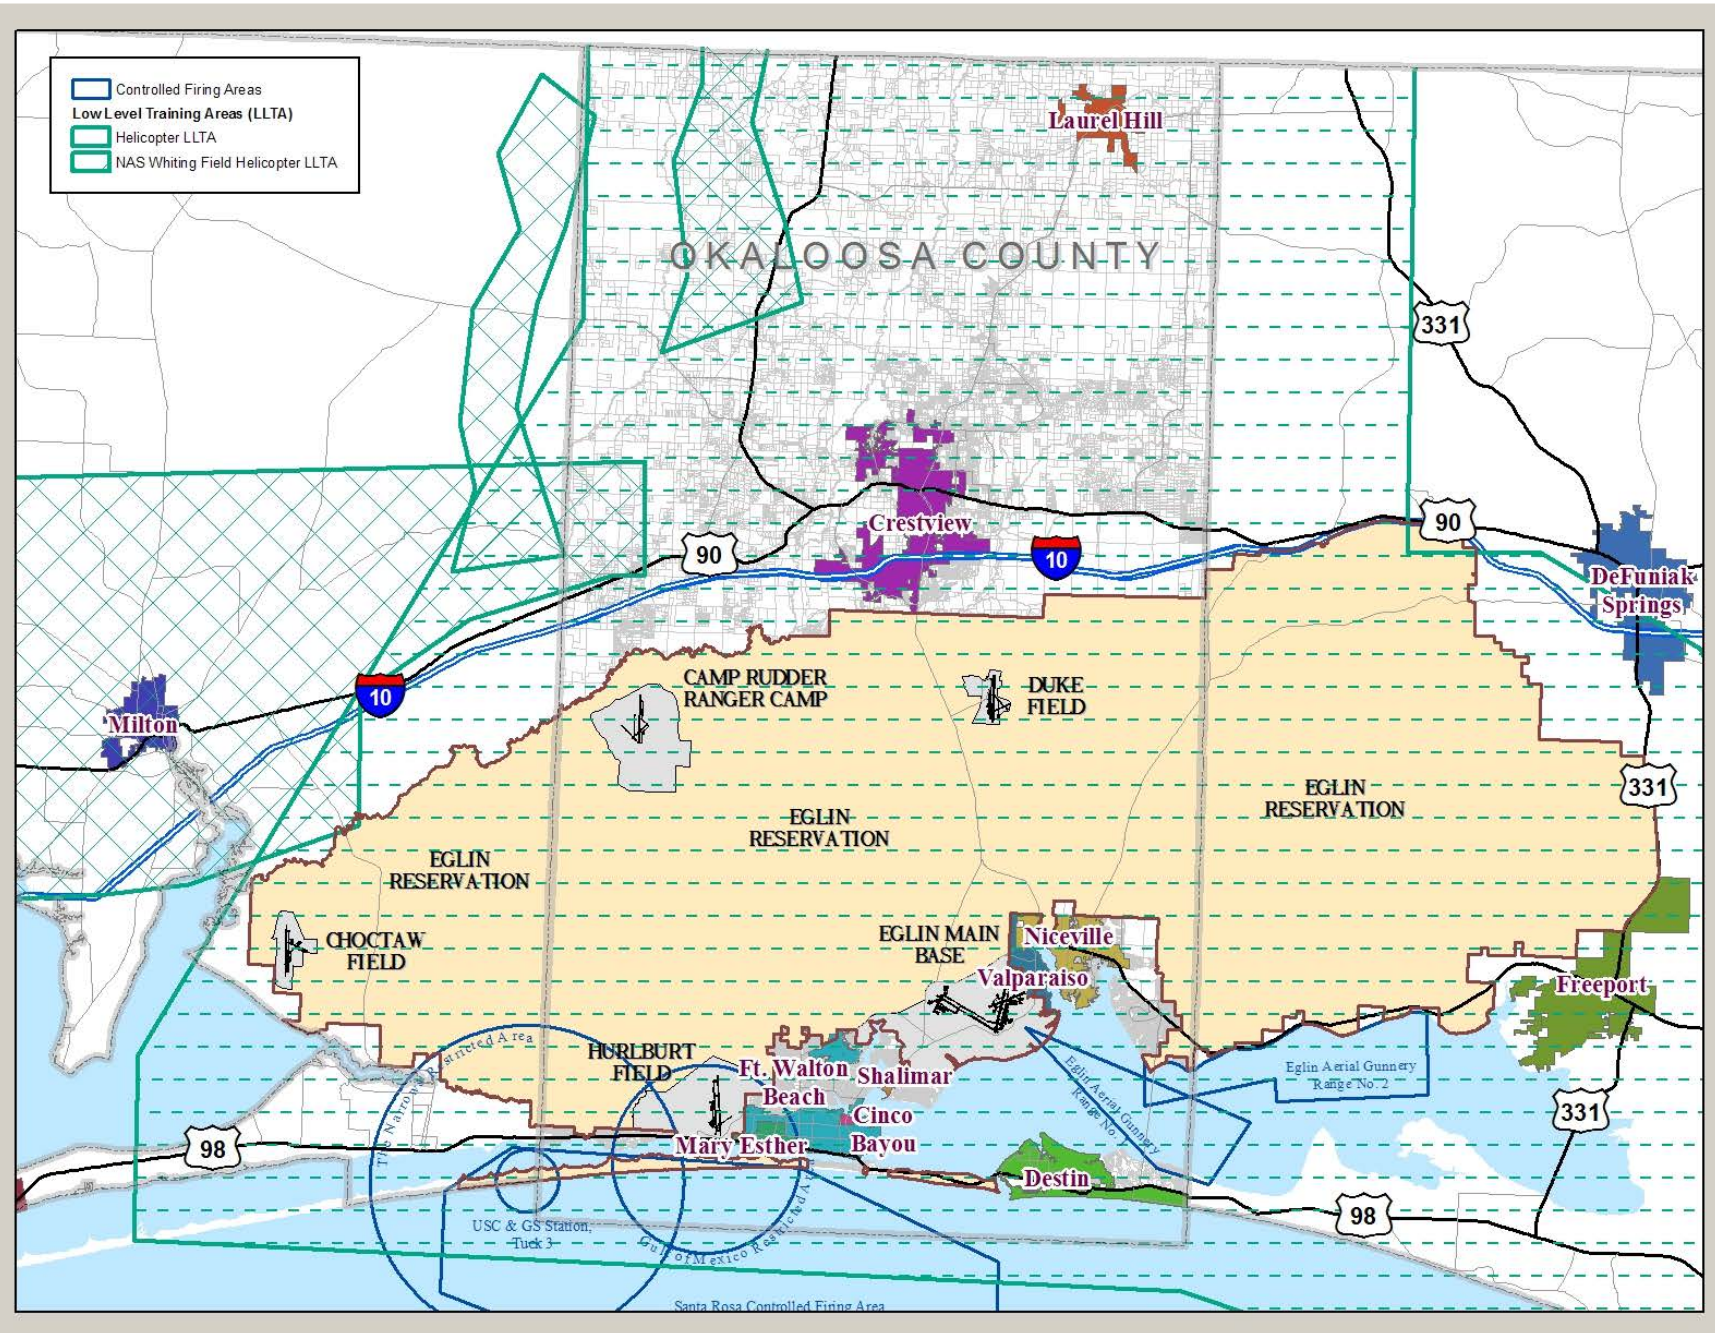 Controlled Firing Areas
Low Level Training Areas (LLTA)
Helicopter LLTA
NAS Whiting Field Helicopter LLTA
Laurel Hill
OKALOOSA COUNTY
331
Crestview
90
90
10
DeFuniak
Springs
10
Milton
CAMP RUDDER
RANGER CAMP
DUKE
FIELD
331
EGLIN
RESERVATION
EGLIN
RESERVATION
EGLIN
RESERVATION
CHOCTAW
FIELD
EGLIN MAIN
BASE
Niceville
Valparaiso
Freeport
The Narrows Restricted Area
HURLBURT
FIELD
Ft. Walton
Beach
Shalimar
Cinco
Bayou
Mary Esther
Eglin Aerial Gunnery
Range No. 1
Eglin Aerial Gunnery
Range No. 2
331
98
Destin
98
USC & GS Station,
Tuck 3
Gulf of Mexico Restricted Area
Santa Rosa Controlled Firing Area